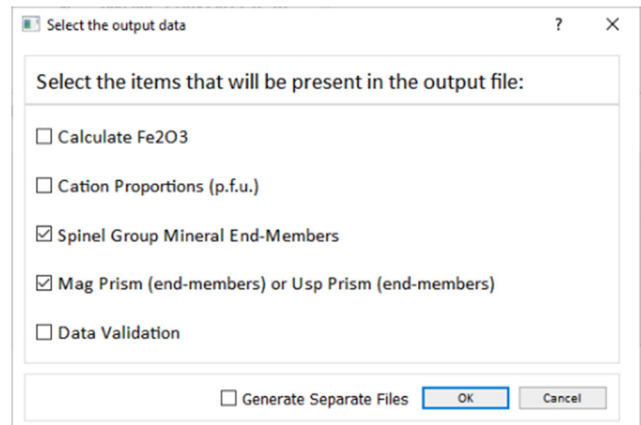 Select the output data
Select the items that will be present in the output file:
Calculate Fe2O3
Cation Proportions (p.f.u.)
Spinel Group Mineral End-Members
Mag Prism (end-members) or Usp Prism (end-members)
Data Validation
Generate Separate Files OK Cancel